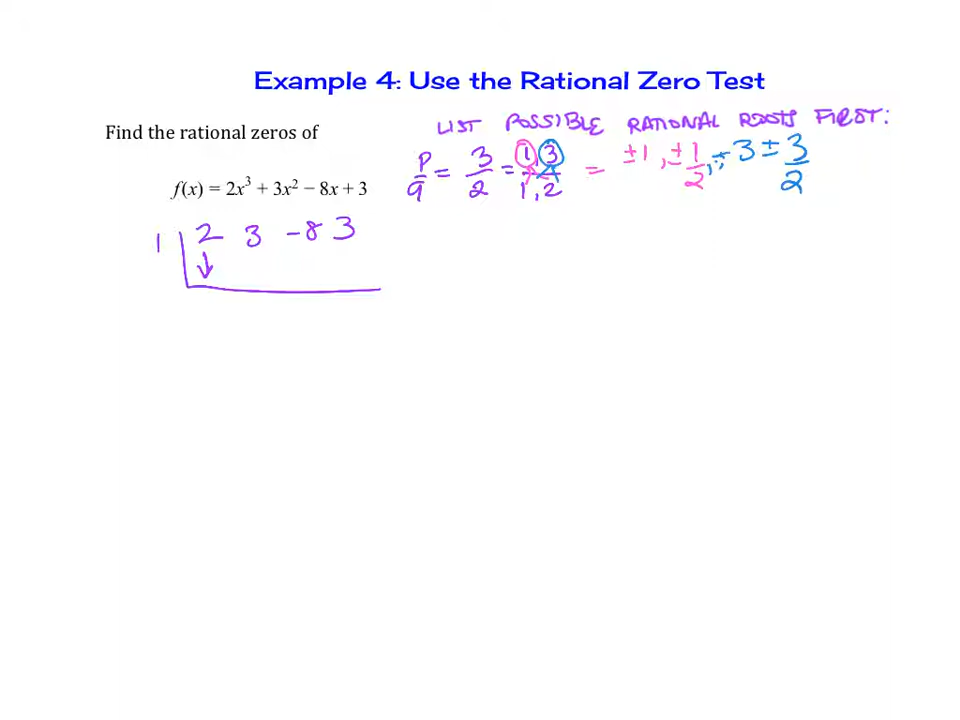 Example 4: Use the Rational Zero Test
Find the rational zeros of
LIST POSSIBLE RATIONAL ROOTS FIRST:
p/q = 3/2 = 1,3/1,2 = ±1, ±1/2, ÷3 ±3/2
f(x) = 2x³ + 3x² − 8x + 3
1 | 2 3 -8 3
↓